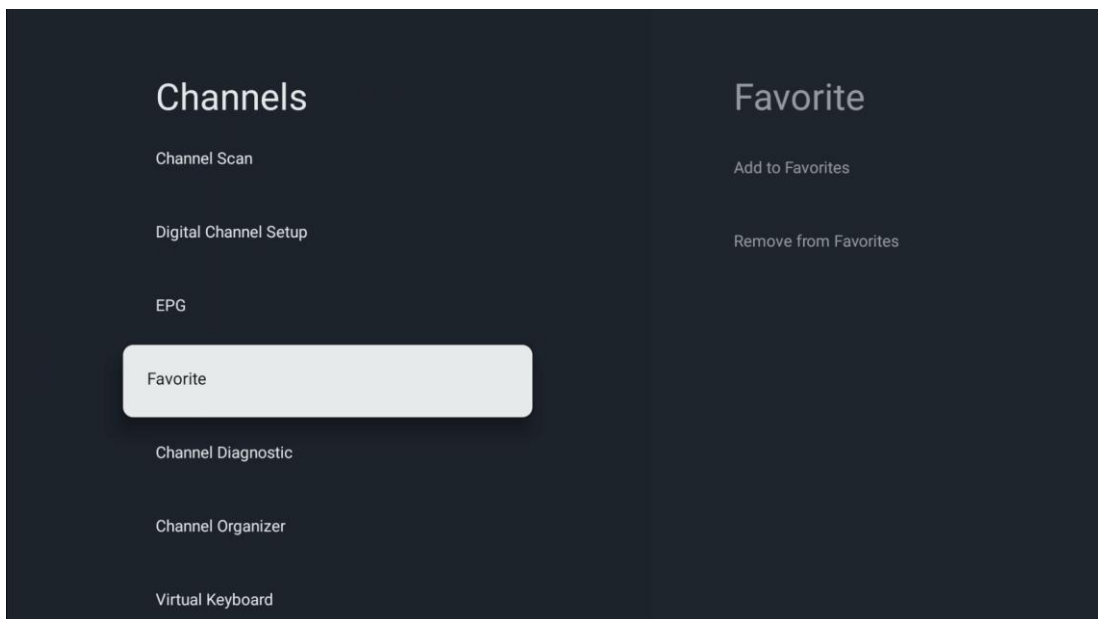 Channels
Channel Scan
Digital Channel Setup
EPG
Favorite
Channel Diagnostic
Channel Organizer
Virtual Keyboard
Favorite
Add to Favorites
Remove from Favorites